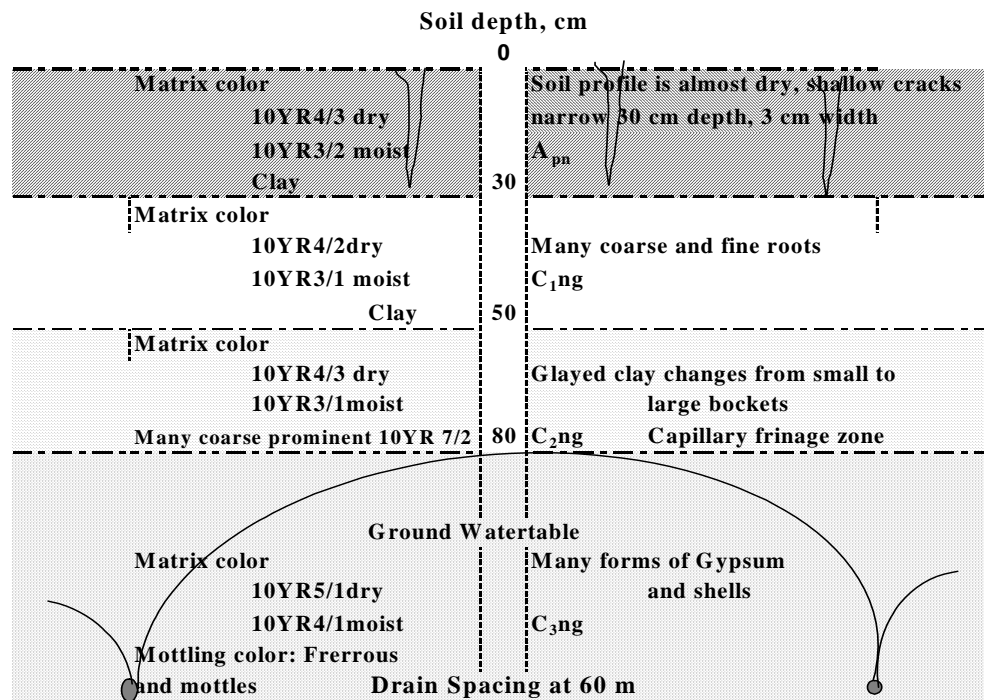 Soil depth, cm
0
Matrix color
10YR4/3 dry
10YR3/2 moist
Clay
30
Soil profile is almost dry, shallow cracks
narrow 30 cm depth, 3 cm width
Apn
Matrix color
10YR4/2dry
10YR3/1 moist
Clay
50
Many coarse and fine roots
C1ng
Matrix color
10YR4/3 dry
10YR3/1moist
Many coarse prominent 10YR 7/2
80
Glayed clay changes from small to
large bockets
C2ng Capillary frinage zone
Ground Watertable
Matrix color
10YR5/1dry
10YR4/1moist
Mottling color: Frerrous
and mottles
Many forms of Gypsum
and shells
C3ng
Drain Spacing at 60 m